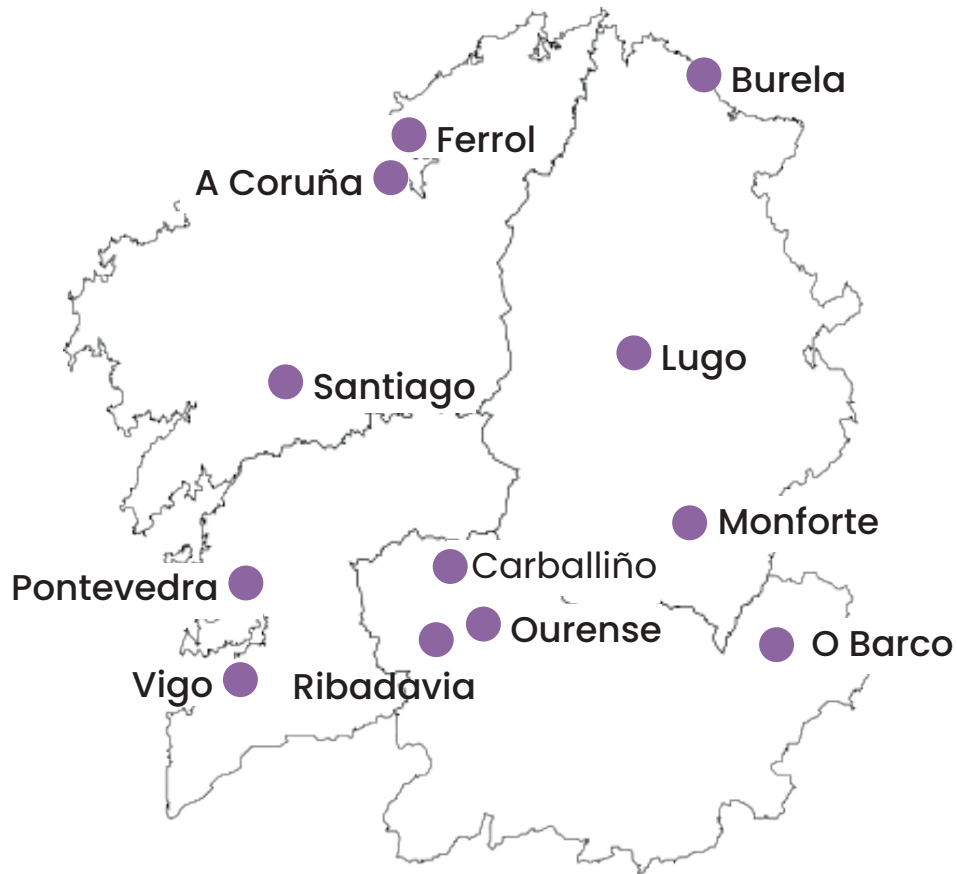 Burela
Ferrol
A Coruña
Lugo
Santiago
Monforte
Carballiño
Pontevedra
Ourense
O Barco
Vigo
Ribadavia